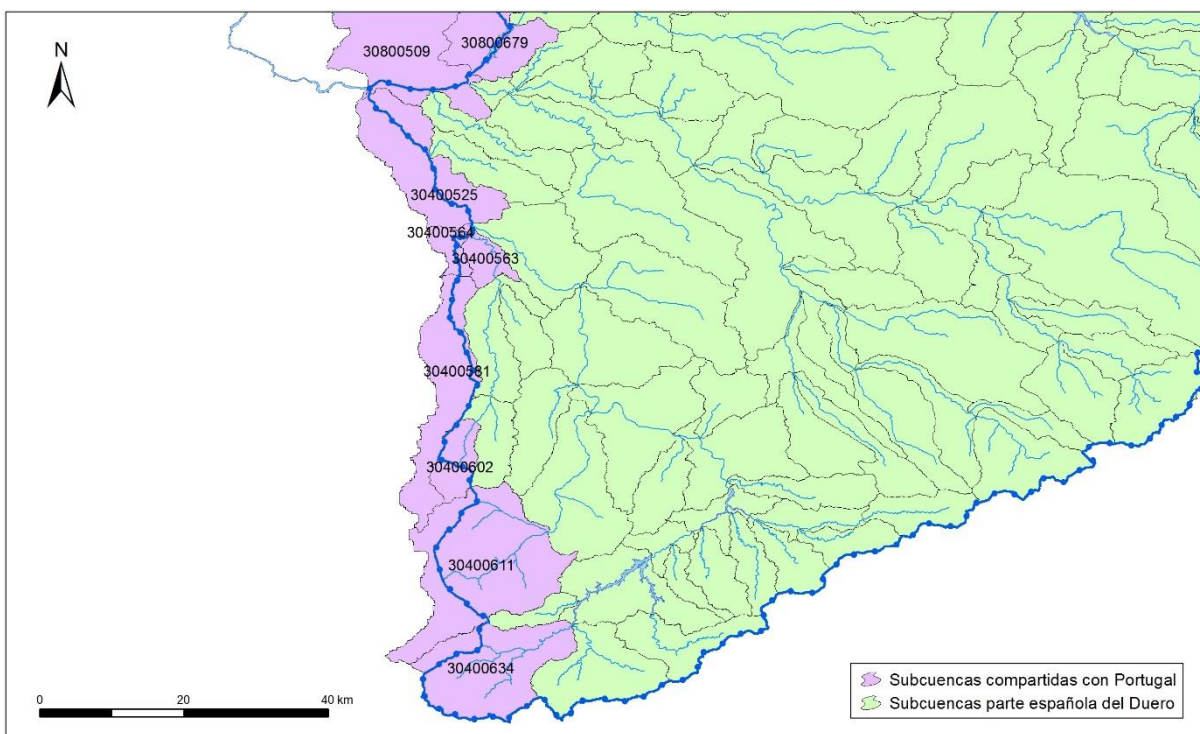 30800679
30800509
N
30400525
30400564
30400563
30400581
30400602
30400611
30400634
0 20 40 km
Subcuencas compartidas con Portugal
Subcuencas parte española del Duero